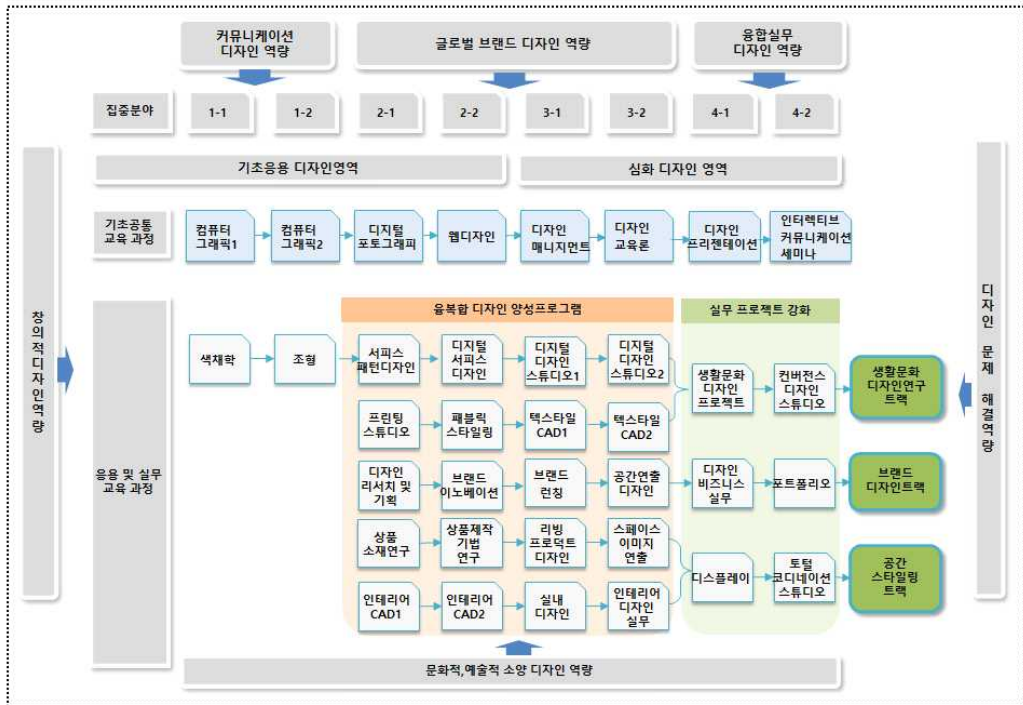 커뮤니케이션
디자인 역량
글로벌 브랜드 디자인 역량
융합실무
디자인 역량
집중분야
1-1
1-2
2-1
2-2
3-1
3-2
4-1
4-2
기초응용 디자인영역
심화 디자인 영역
기초공통
교육 과정
컴퓨터
그래픽1
컴퓨터
그래픽2
디지털
포토그래피
웹디자인
디자인
매니지먼트
디자인
교육론
디자인
프리젠테이션
인터렉티브
커뮤니케이션
세미나
창의적디자인역량
디자인 문제 해결역량
응용 및 실무
교육 과정
융복합 디자인 양성프로그램
실무 프로젝트 강화
색채학
조형
서피스
패턴디자인
디지털
서피스
디자인
디지털
디자인
스튜디오1
디지털
디자인
스튜디오2
생활문화
디자인
프로젝트
컨버전스
디자인
스튜디오
생활문화
디자인연구
트랙
프린팅
스튜디오
패블릭
스타일링
텍스타일
CAD1
텍스타일
CAD2
디자인
리서치 및
기획
브랜드
이노베이션
브랜드
런칭
공간연출
디자인
디자인
비즈니스
실무
포트폴리오
브랜드
디자인트랙
상품
소재연구
상품제작
기법
연구
리빙
프로덕트
디자인
스페이스
이미지
연출
디스플레이
토털
코디네이션
스튜디오
공간
스타일링
트랙
인테리어
CAD1
인테리어
CAD2
실내
디자인
인테리어
디자인
실무
문화적,예술적 소양 디자인 역량